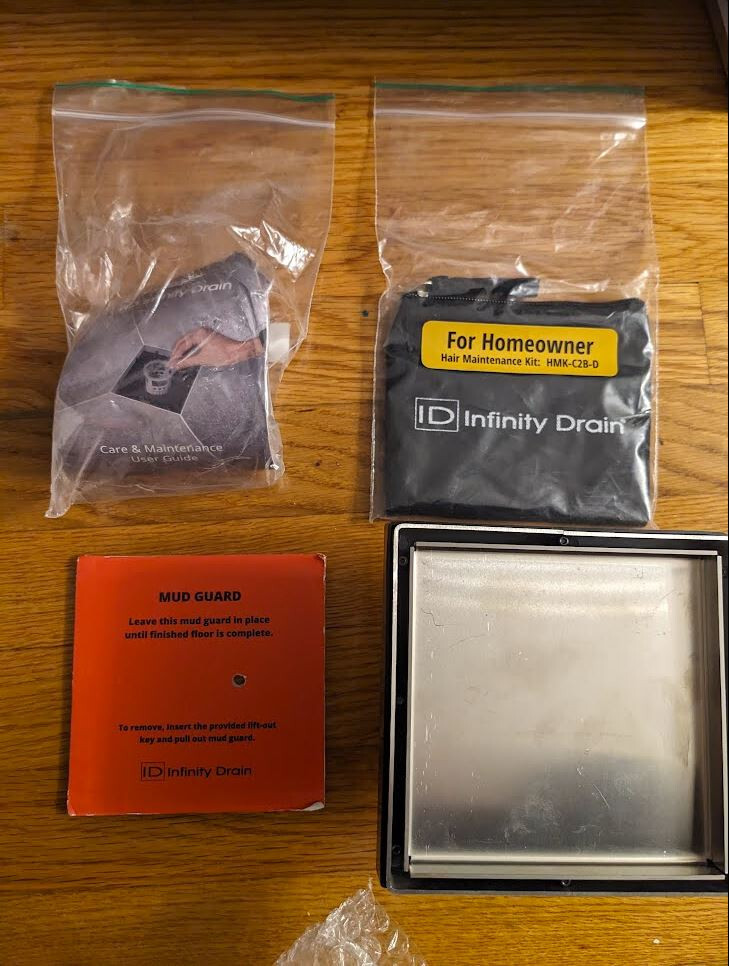 Infinity Drain
Care & Maintenance
User Guide
For Homeowner
Hair Maintenance Kit: HMK-C2B-D
ID Infinity Drain
MUD GUARD
Leave this mud guard in place
until finished floor is complete.
To remove, insert the provided lift-out
key and pull out mud guard.
ID Infinity Drain